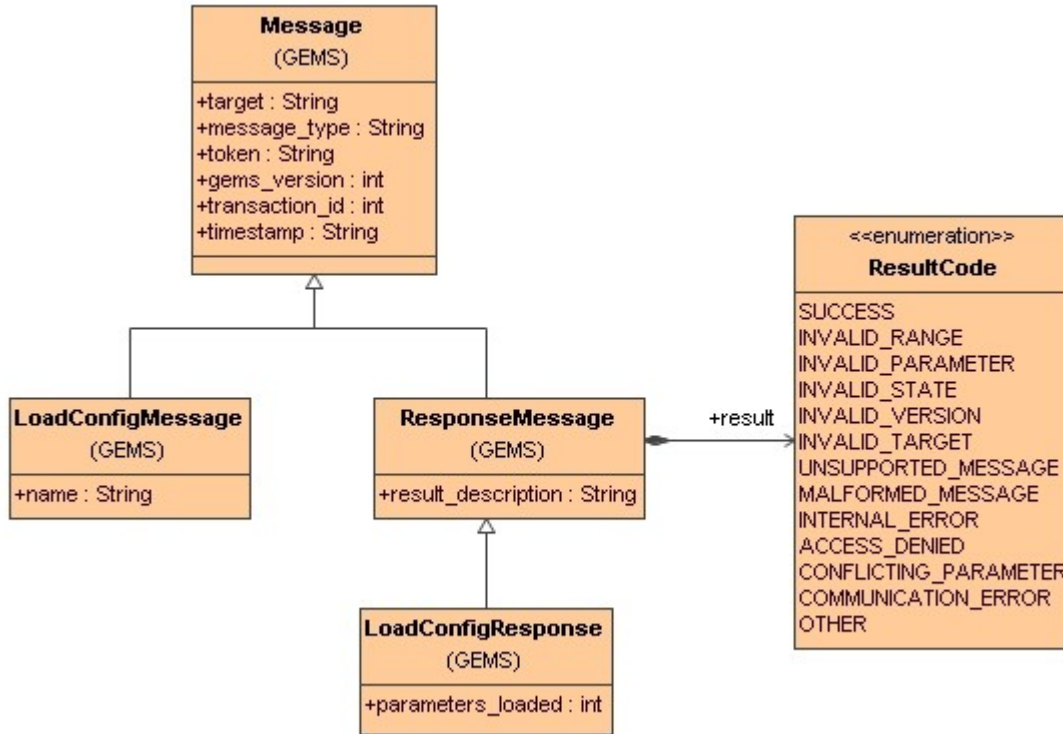 Message
(GEMS)
+target : String
+message_type : String
+token : String
+gems_version : int
+transaction_id : int
+timestamp : String
<<enumeration>>
ResultCode
SUCCESS
INVALID_RANGE
INVALID_PARAMETER
INVALID_STATE
INVALID_VERSION
INVALID_TARGET
UNSUPPORTED_MESSAGE
MALFORMED_MESSAGE
INTERNAL_ERROR
ACCESS_DENIED
CONFLICTING_PARAMETER
COMMUNICATION_ERROR
OTHER
LoadConfigMessage
(GEMS)
+name : String
ResponseMessage
(GEMS)
+result_description : String
+result
LoadConfigResponse
(GEMS)
+parameters_loaded : int